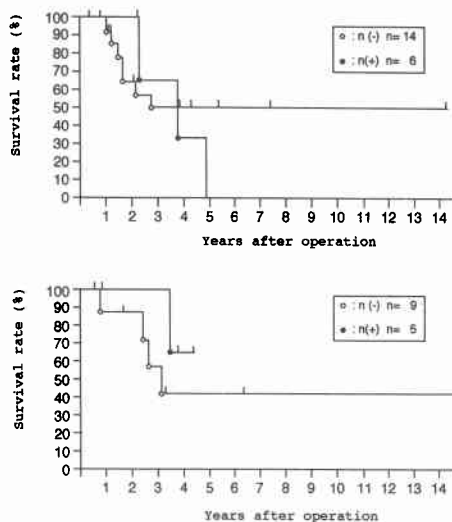 Survival rate (%)
100
90
80
70
60
50
40
30
20
10
0
○ : n (-) n= 14
● : n(+) n= 6
1 2 3 4 5 6 7 8 9 10 11 12 13 14
Years after operation
Survival rate (%)
100
90
80
70
60
50
40
30
20
10
0
○ : n (-) n= 9
● : n(+) n= 5
1 2 3 4 5 6 7 8 9 10 11 12 13 14
Years after operation